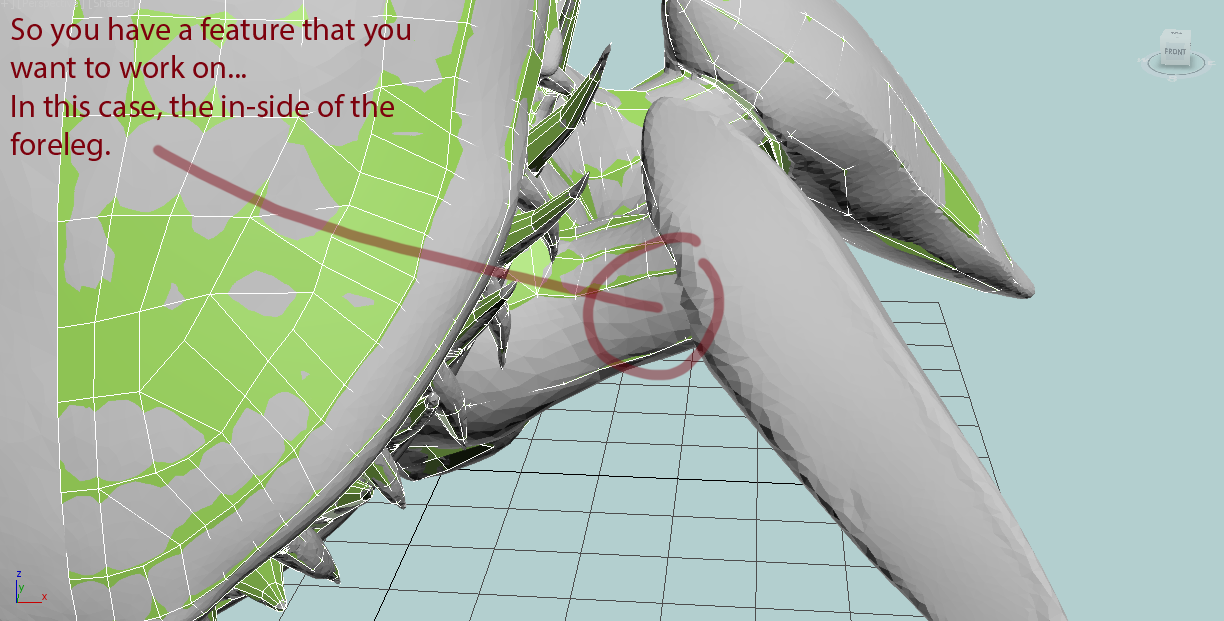 So you have a feature that you
want to work on...
In this case, the in-side of the
foreleg.
FRONT
z
y
x